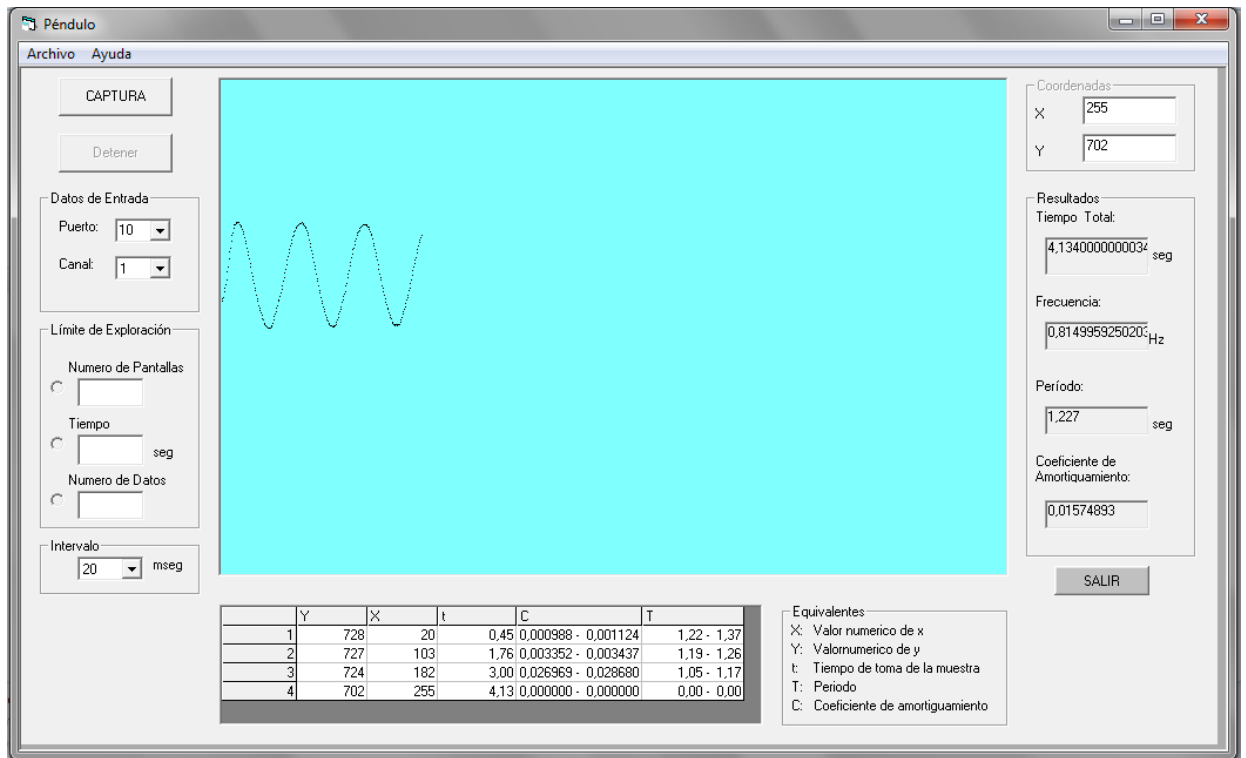 Péndulo
Archivo Ayuda
CAPTURA
Detener
Datos de Entrada
Puerto: 10
Canal: 1
Límite de Exploración
Numero de Pantallas
Tiempo
seg
Numero de Datos
Intervalo
20 mseg
Coordenadas
X 255
Y 702
Resultados
Tiempo Total:
4,1340000000034 seg
Frecuencia:
0,8149959250203 Hz
Período:
1,227 seg
Coeficiente de
Amortiguamiento:
0,01574893
SALIR
Y X t C T
1 728 20 0,45 0,000988 - 0,001124 1,22 - 1,37
2 727 103 1,76 0,003352 - 0,003437 1,19 - 1,26
3 724 182 3,00 0,026969 - 0,028680 1,05 - 1,17
4 702 255 4,13 0,000000 - 0,000000 0,00 - 0,00
Equivalentes
X: Valor numerico de x
Y: Valornumerico de y
t: Tiempo de toma de la muestra
T: Periodo
C: Coeficiente de amortiguamiento